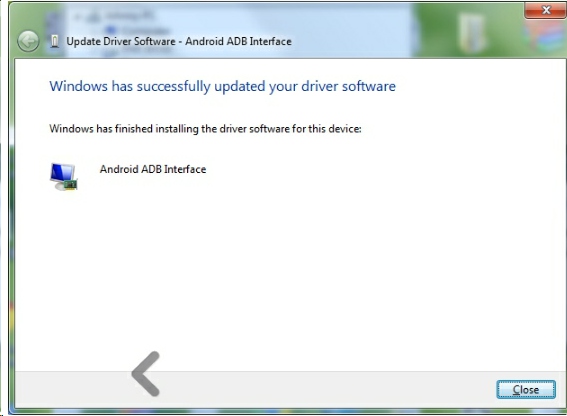 Update Driver Software - Android ADB Interface
Windows has successfully updated your driver software
Windows has finished installing the driver software for this device:
Android ADB Interface
Close